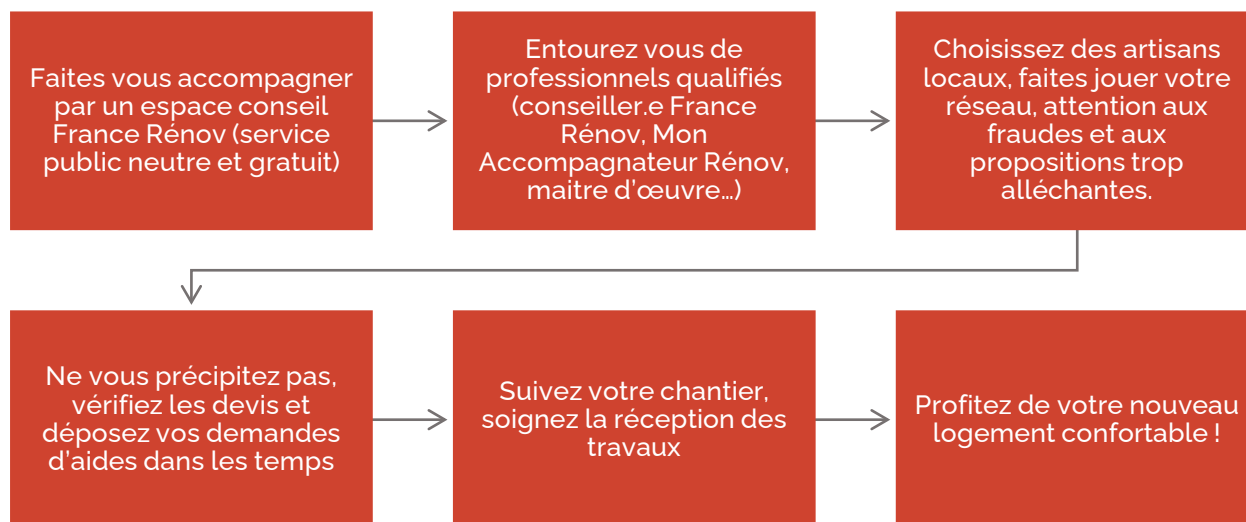 Faites vous accompagner
par un espace conseil
France Rénov (service
public neutre et gratuit)
Entourez vous de
professionnels qualifiés
(conseiller.e France
Rénov, Mon
Accompagnateur Rénov,
maitre d’œuvre…)
Choisissez des artisans
locaux, faites jouer votre
réseau, attention aux
fraudes et aux
propositions trop
alléchantes.
Ne vous précipitez pas,
vérifiez les devis et
déposez vos demandes
d’aides dans les temps
Suivez votre chantier,
soignez la réception des
travaux
Profitez de votre nouveau
logement confortable !